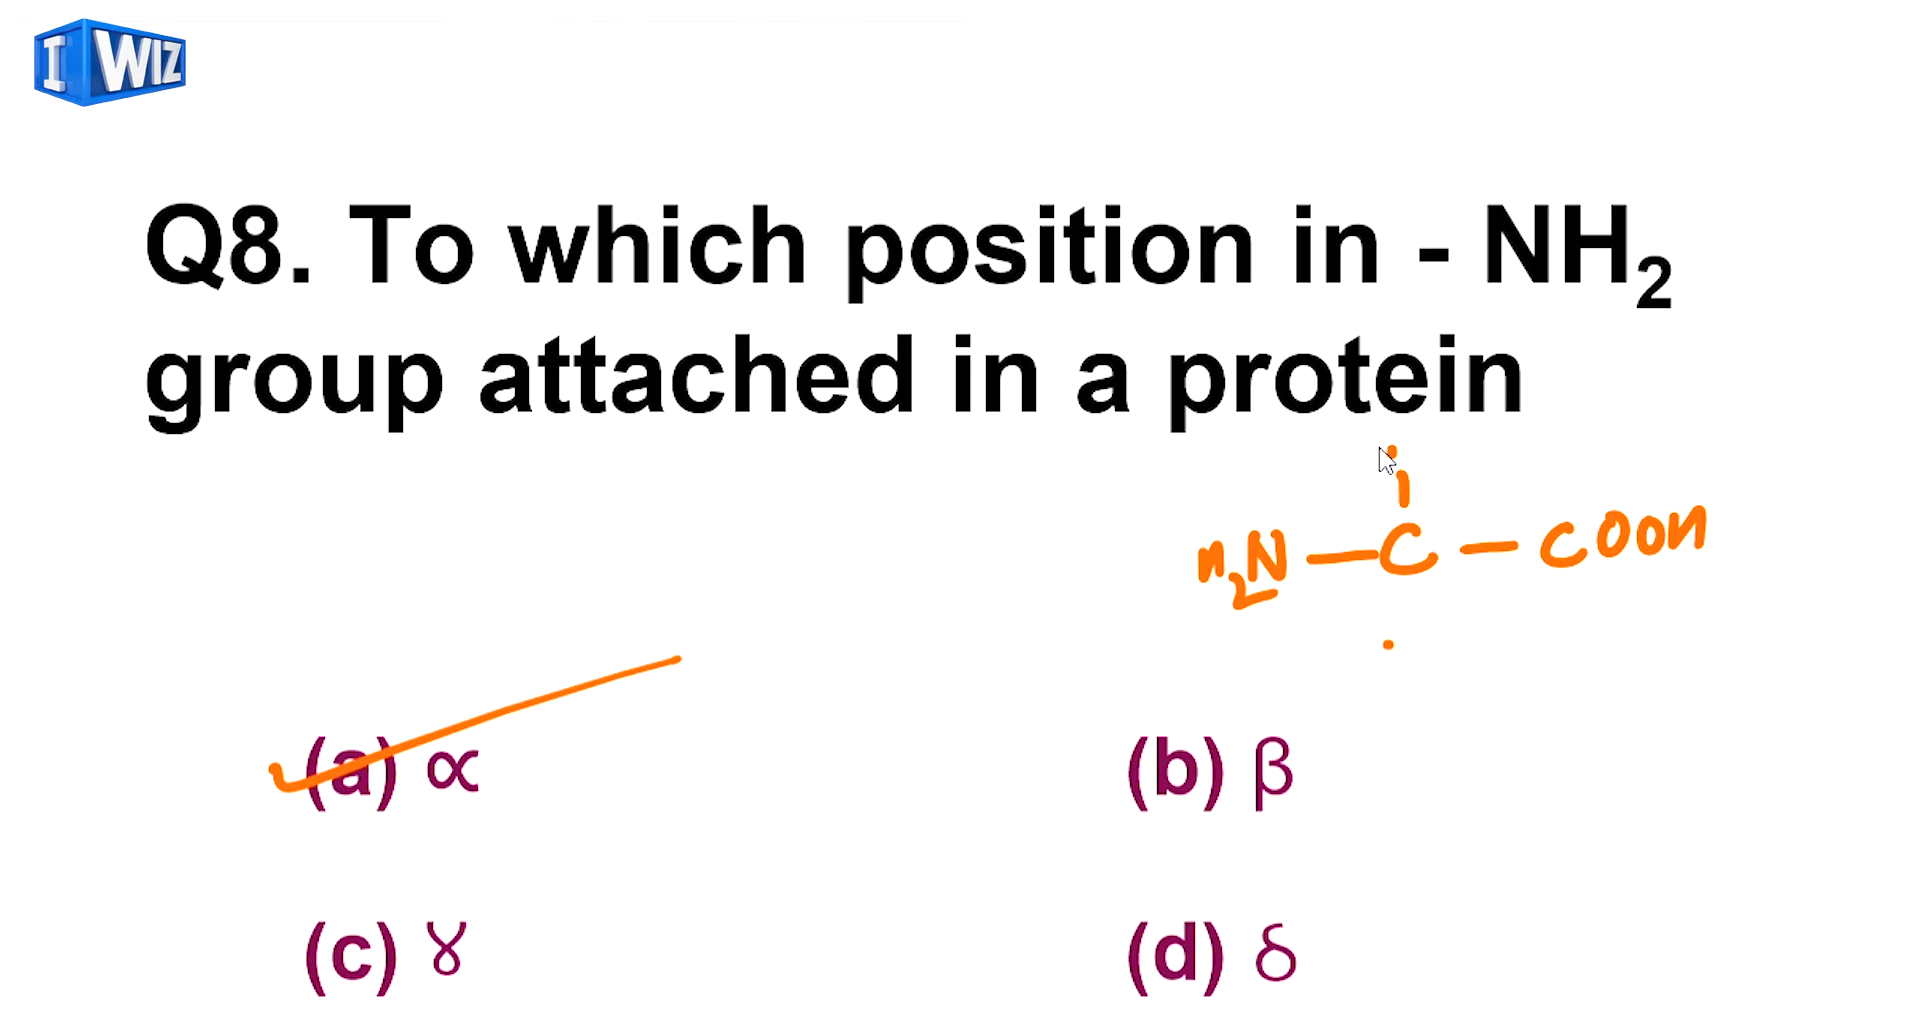 I WIZ
Q8. To which position in - NH₂
group attached in a protein
H₂N — C — COOH
(a) ∝
(b) β
(c) ɣ
(d) δ